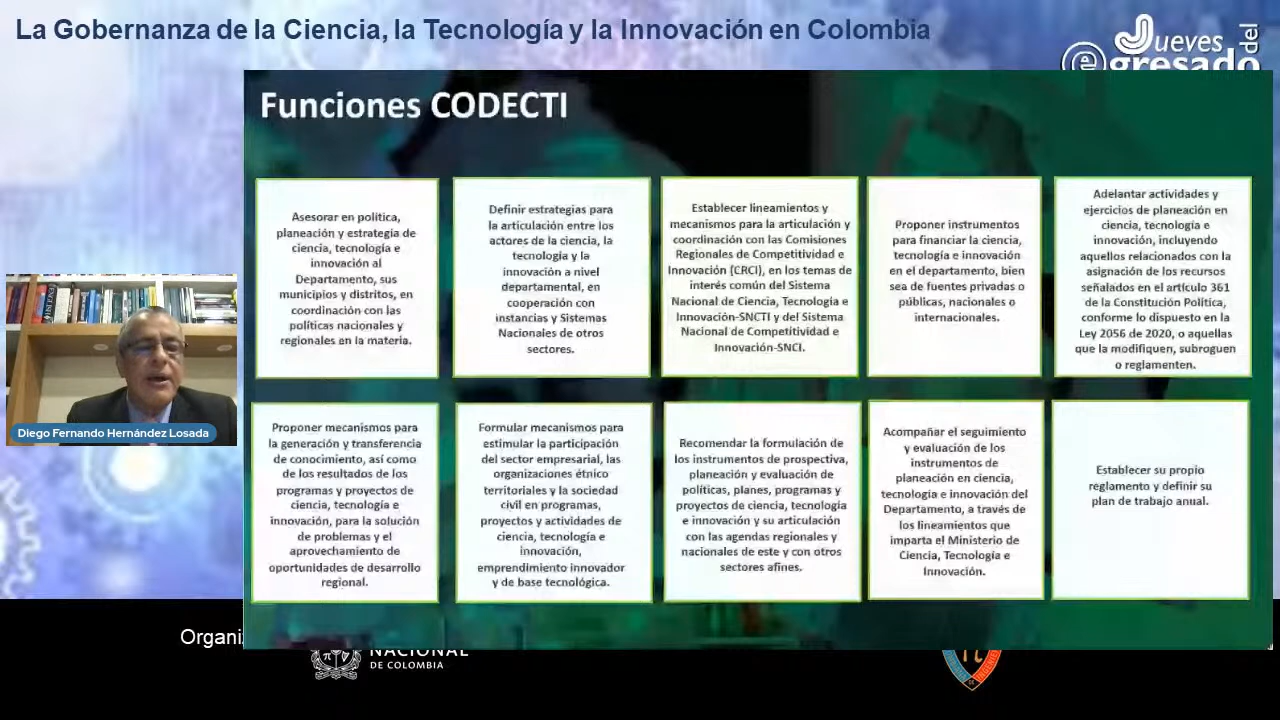 La Gobernanza de la Ciencia, la Tecnología y la Innovación en Colombia
Jueves
del
egresado
Funciones CODECTI
Asesorar en política,
planeación y estrategia de
ciencia, tecnología e
innovación al
Departamento, sus
municipios y distritos, en
coordinación con las
políticas nacionales y
regionales en la materia.
Definir estrategias para
la articulación entre los
actores de la ciencia, la
tecnología y la
innovación a nivel
departamental, en
cooperación con
instancias y Sistemas
Nacionales de otros
sectores.
Establecer lineamientos y
mecanismos para la articulación y
coordinación con las Comisiones
Regionales de Competitividad e
Innovación (CRCI), en los temas de
interés común del Sistema
Nacional de Ciencia, Tecnología e
Innovación-SNCTI y del Sistema
Nacional de Competitividad e
Innovación-SNCI.
Proponer instrumentos
para financiar la ciencia,
tecnología e innovación
en el departamento, bien
sea de fuentes privadas o
públicas, nacionales o
internacionales.
Adelantar actividades y
ejercicios de planeación en
ciencia, tecnología e
innovación, incluyendo
aquellos relacionados con la
asignación de los recursos
señalados en el artículo 361
de la Constitución Política,
conforme lo dispuesto en la
Ley 2056 de 2020, o aquellas
que la modifiquen, subroguen
o reglamenten.
Proponer mecanismos para
la generación y transferencia
de conocimiento, así como
de los resultados de los
programas y proyectos de
ciencia, tecnología e
innovación, para la solución
de problemas y el
aprovechamiento de
oportunidades de desarrollo
regional.
Formular mecanismos para
estimular la participación
del sector empresarial, las
organizaciones étnico
territoriales y la sociedad
civil en programas,
proyectos y actividades de
ciencia, tecnología e
innovación,
emprendimiento innovador
y de base tecnológica.
Recomendar la formulación de
los instrumentos de prospectiva,
planeación y evaluación de
políticas, planes, programas y
proyectos de ciencia, tecnología
e innovación y su articulación
con las agendas regionales y
nacionales de este y con otros
sectores afines.
Acompañar el seguimiento
y evaluación de los
instrumentos de
planeación en ciencia,
tecnología e innovación del
Departamento, a través de
los lineamientos que
imparta el Ministerio de
Ciencia, Tecnología e
Innovación.
Establecer su propio
reglamento y definir su
plan de trabajo anual.
Diego Fernando Hernández Losada
Organi
NACIONAL
DE COLOMBIA